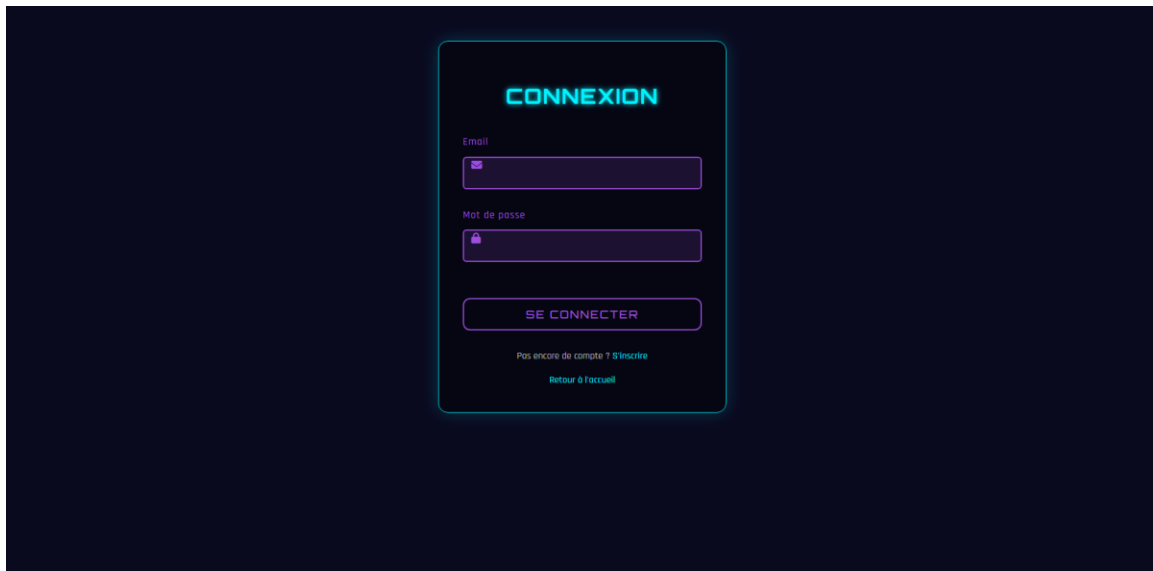 CONNEXION
Email
Mot de passe
SE CONNECTER
Pas encore de compte ? S'inscrire
Retour à l'accueil